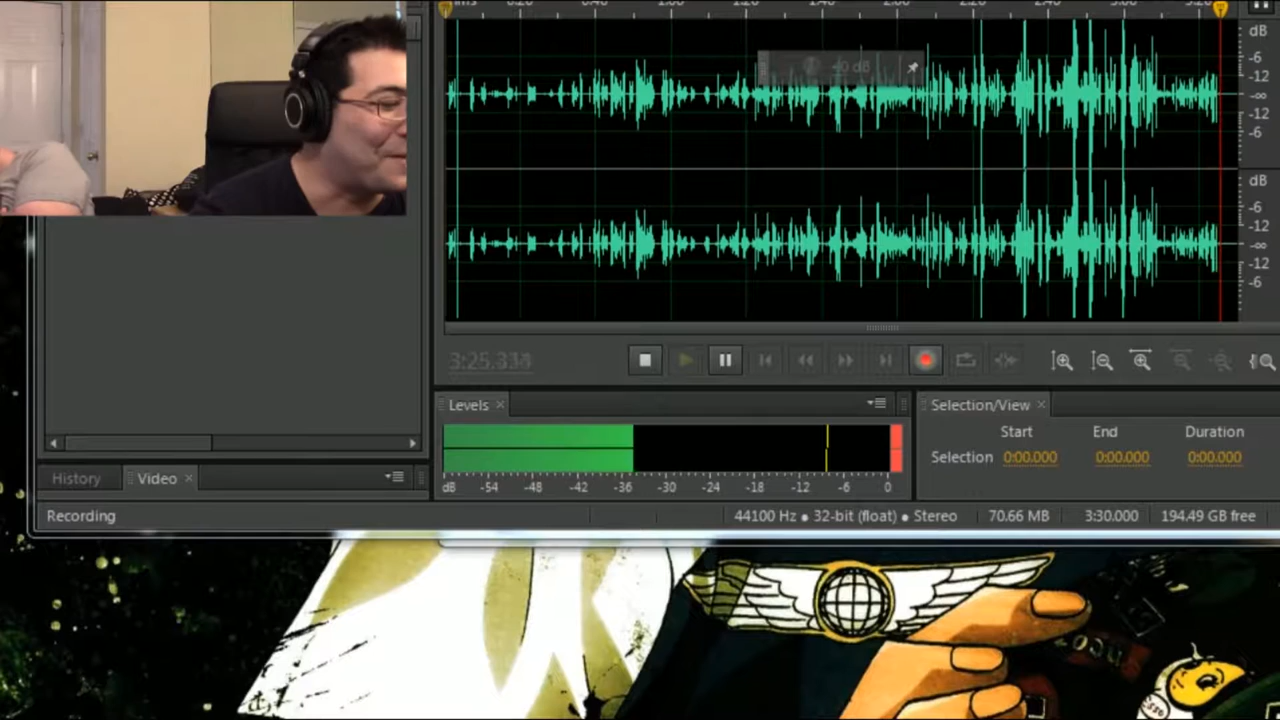 dB
-6
-12
-∞
-12
-6
dB
-6
-12
-∞
-12
-6
+0 dB
3:25.334
Levels
Selection/View
Start End Duration
Selection 0:00.000 0:00.000 0:00.000
dB -54 -48 -42 -36 -30 -24 -18 -12 -6 0
History Video
Recording 44100 Hz ● 32-bit (float) ● Stereo 70.66 MB 3:30.000 194.49 GB free